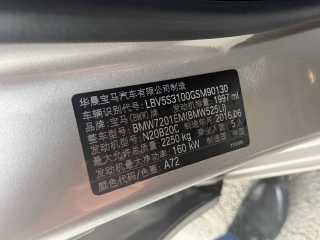 华晨宝马汽车有限公司制造
车辆识别代号: LBV5S3100GSM90130
品牌:宝马(BMW) 发动机排量: 1997 ml
整车型号: BMW7201EM(BMW525Li)
发动机型号: N20B20C 制造年月: 2016.06
最大允许总质量: 2250 kg 乘坐人数: 5人
发动机最大净功率: 160 kW
颜色代码/色代码: A72